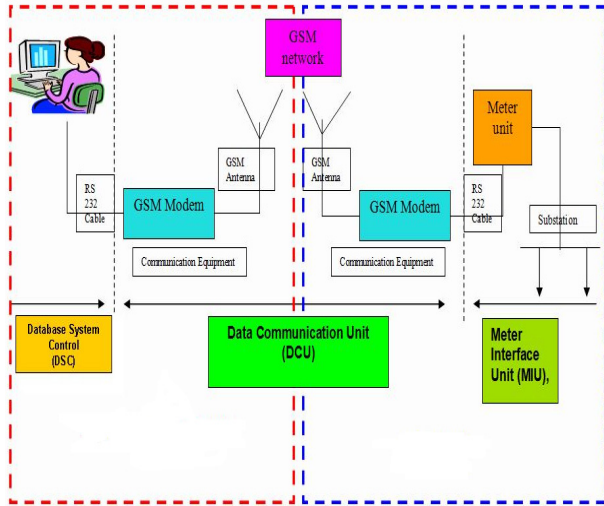 GSM
network
Meter
unit
GSM
Antenna
GSM
Antenna
RS
232
Cable
GSM Modem
GSM Modem
RS
232
Cable
Substation
Communication Equipment
Communication Equipment
Database System
Control
(DSC)
Data Communication Unit
(DCU)
Meter
Interface
Unit (MIU),